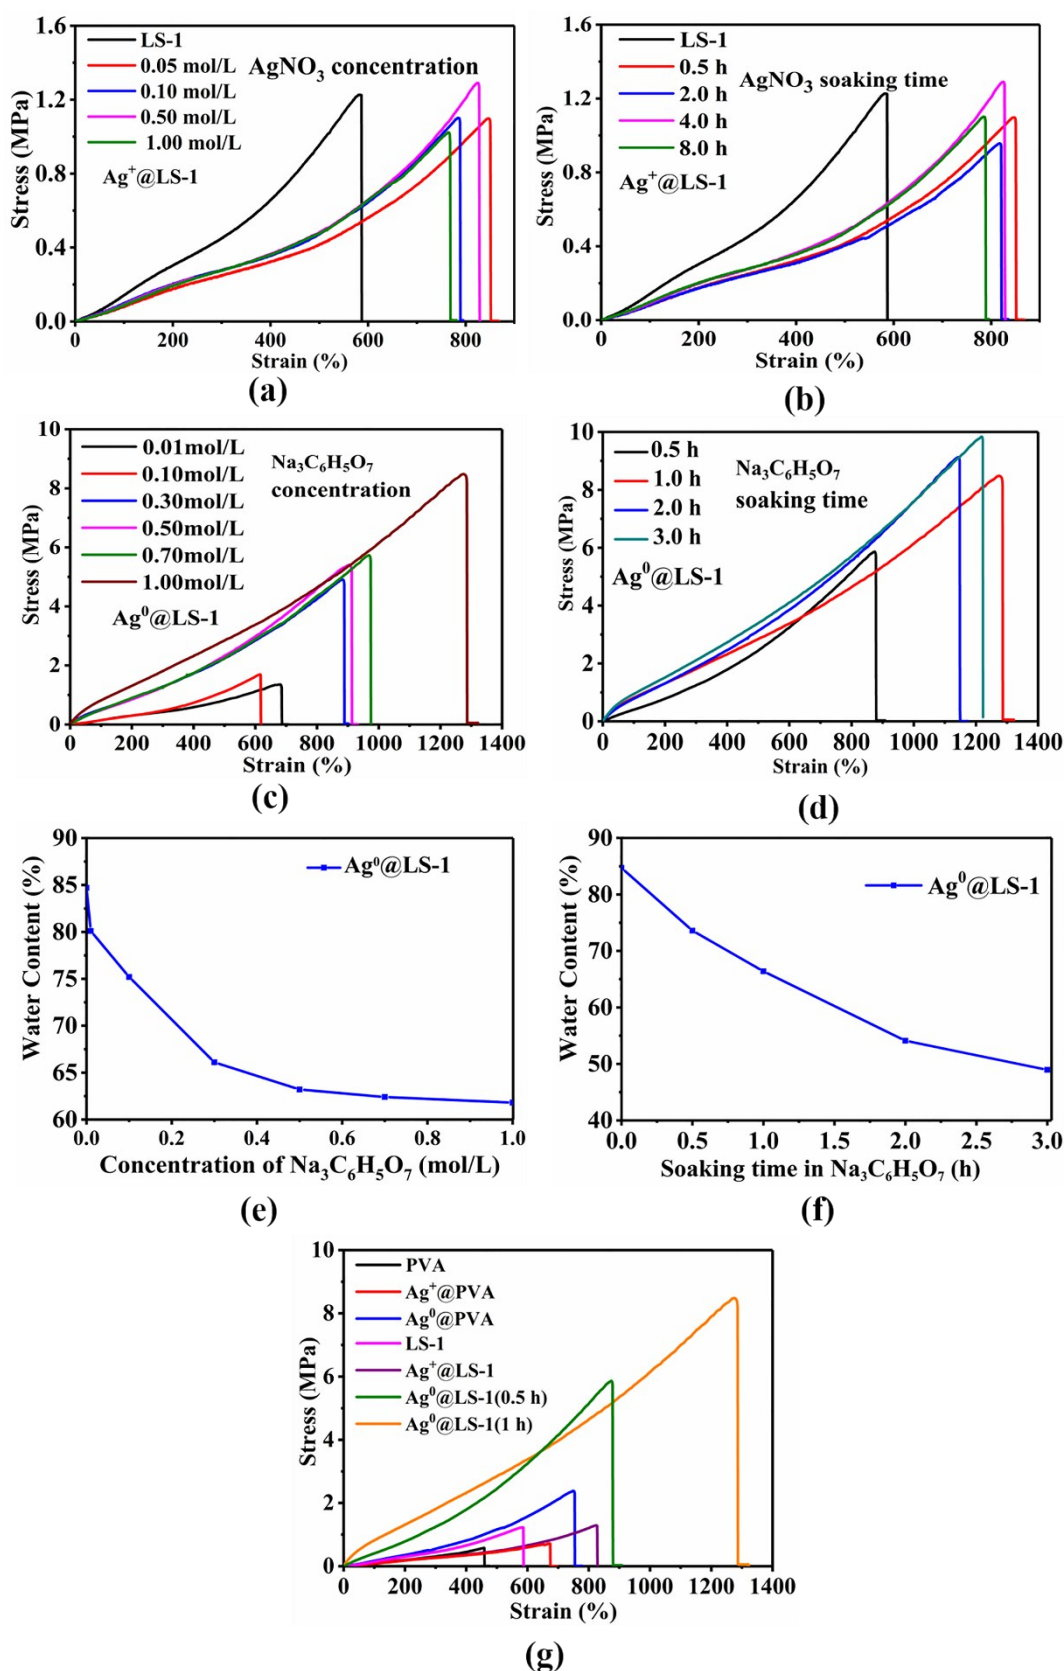 1.6
1.2
0.8
0.4
0.0
Stress (MPa)
LS-1
0.05 mol/L
0.10 mol/L
0.50 mol/L
1.00 mol/L
AgNO₃ concentration
Ag⁺@LS-1
0 200 400 600 800
Strain (%)
(a)
1.6
1.2
0.8
0.4
0.0
Stress (MPa)
LS-1
0.5 h
2.0 h
4.0 h
8.0 h
AgNO₃ soaking time
Ag⁺@LS-1
0 200 400 600 800
Strain (%)
(b)
10
8
6
4
2
0
Stress (MPa)
0.01mol/L
0.10mol/L
0.30mol/L
0.50mol/L
0.70mol/L
1.00mol/L
Na₃C₆H₅O₇
concentration
Ag⁰@LS-1
0 200 400 600 800 1000 1200 1400
Strain (%)
(c)
10
8
6
4
2
0
Stress (MPa)
0.5 h
1.0 h
2.0 h
3.0 h
Na₃C₆H₅O₇
soaking time
Ag⁰@LS-1
0 200 400 600 800 1000 1200 1400
Strain (%)
(d)
90
85
80
75
70
65
60
Water Content (%)
Ag⁰@LS-1
0.0 0.2 0.4 0.6 0.8 1.0
Concentration of Na₃C₆H₅O₇ (mol/L)
(e)
90
80
70
60
50
40
Water Content (%)
Ag⁰@LS-1
0.0 0.5 1.0 1.5 2.0 2.5 3.0
Soaking time in Na₃C₆H₅O₇ (h)
(f)
10
8
6
4
2
0
Stress (MPa)
PVA
Ag⁺@PVA
Ag⁰@PVA
LS-1
Ag⁺@LS-1
Ag⁰@LS-1(0.5 h)
Ag⁰@LS-1(1 h)
0 200 400 600 800 1000 1200 1400
Strain (%)
(g)